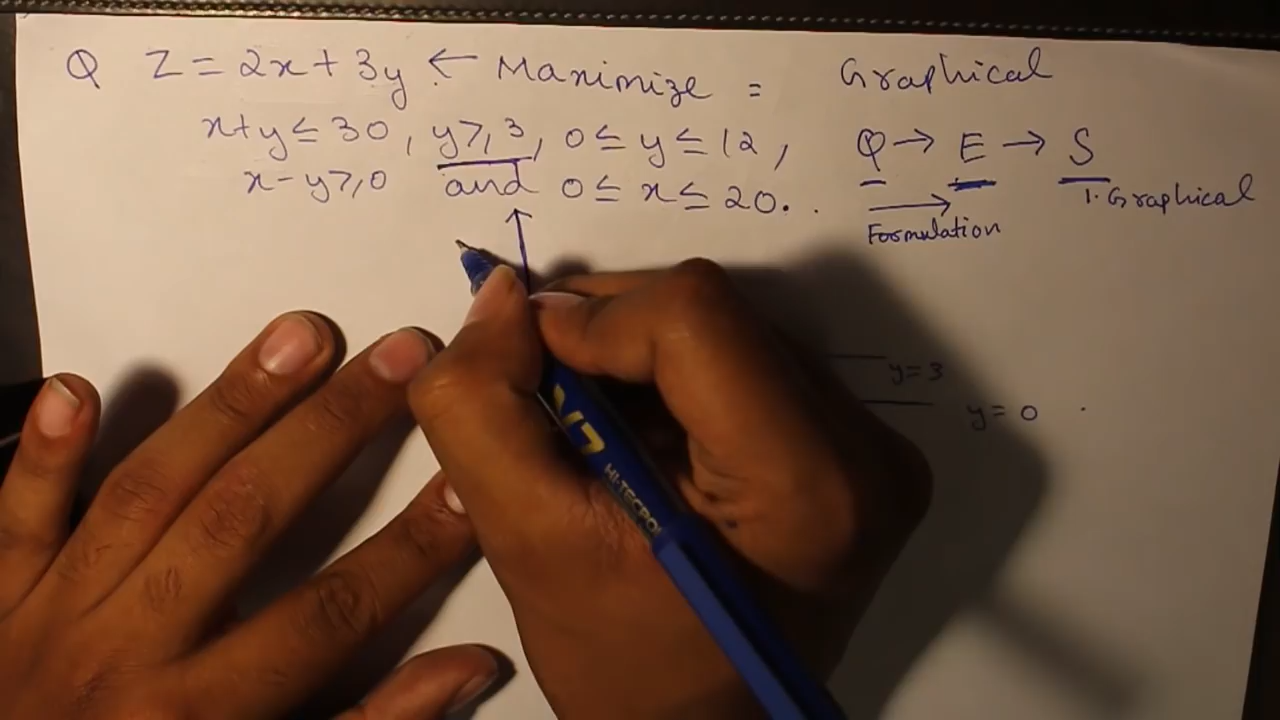 Q Z = 2x + 3y ← Maximize = Graphical
x+y ≤ 30, y ≥ 3, 0 ≤ y ≤ 12, Q → E → S
x - y ≥ 0 and 0 ≤ x ≤ 20. 1. Graphical
Formulation
y = 3
y = 0
V7
HI-TECPO